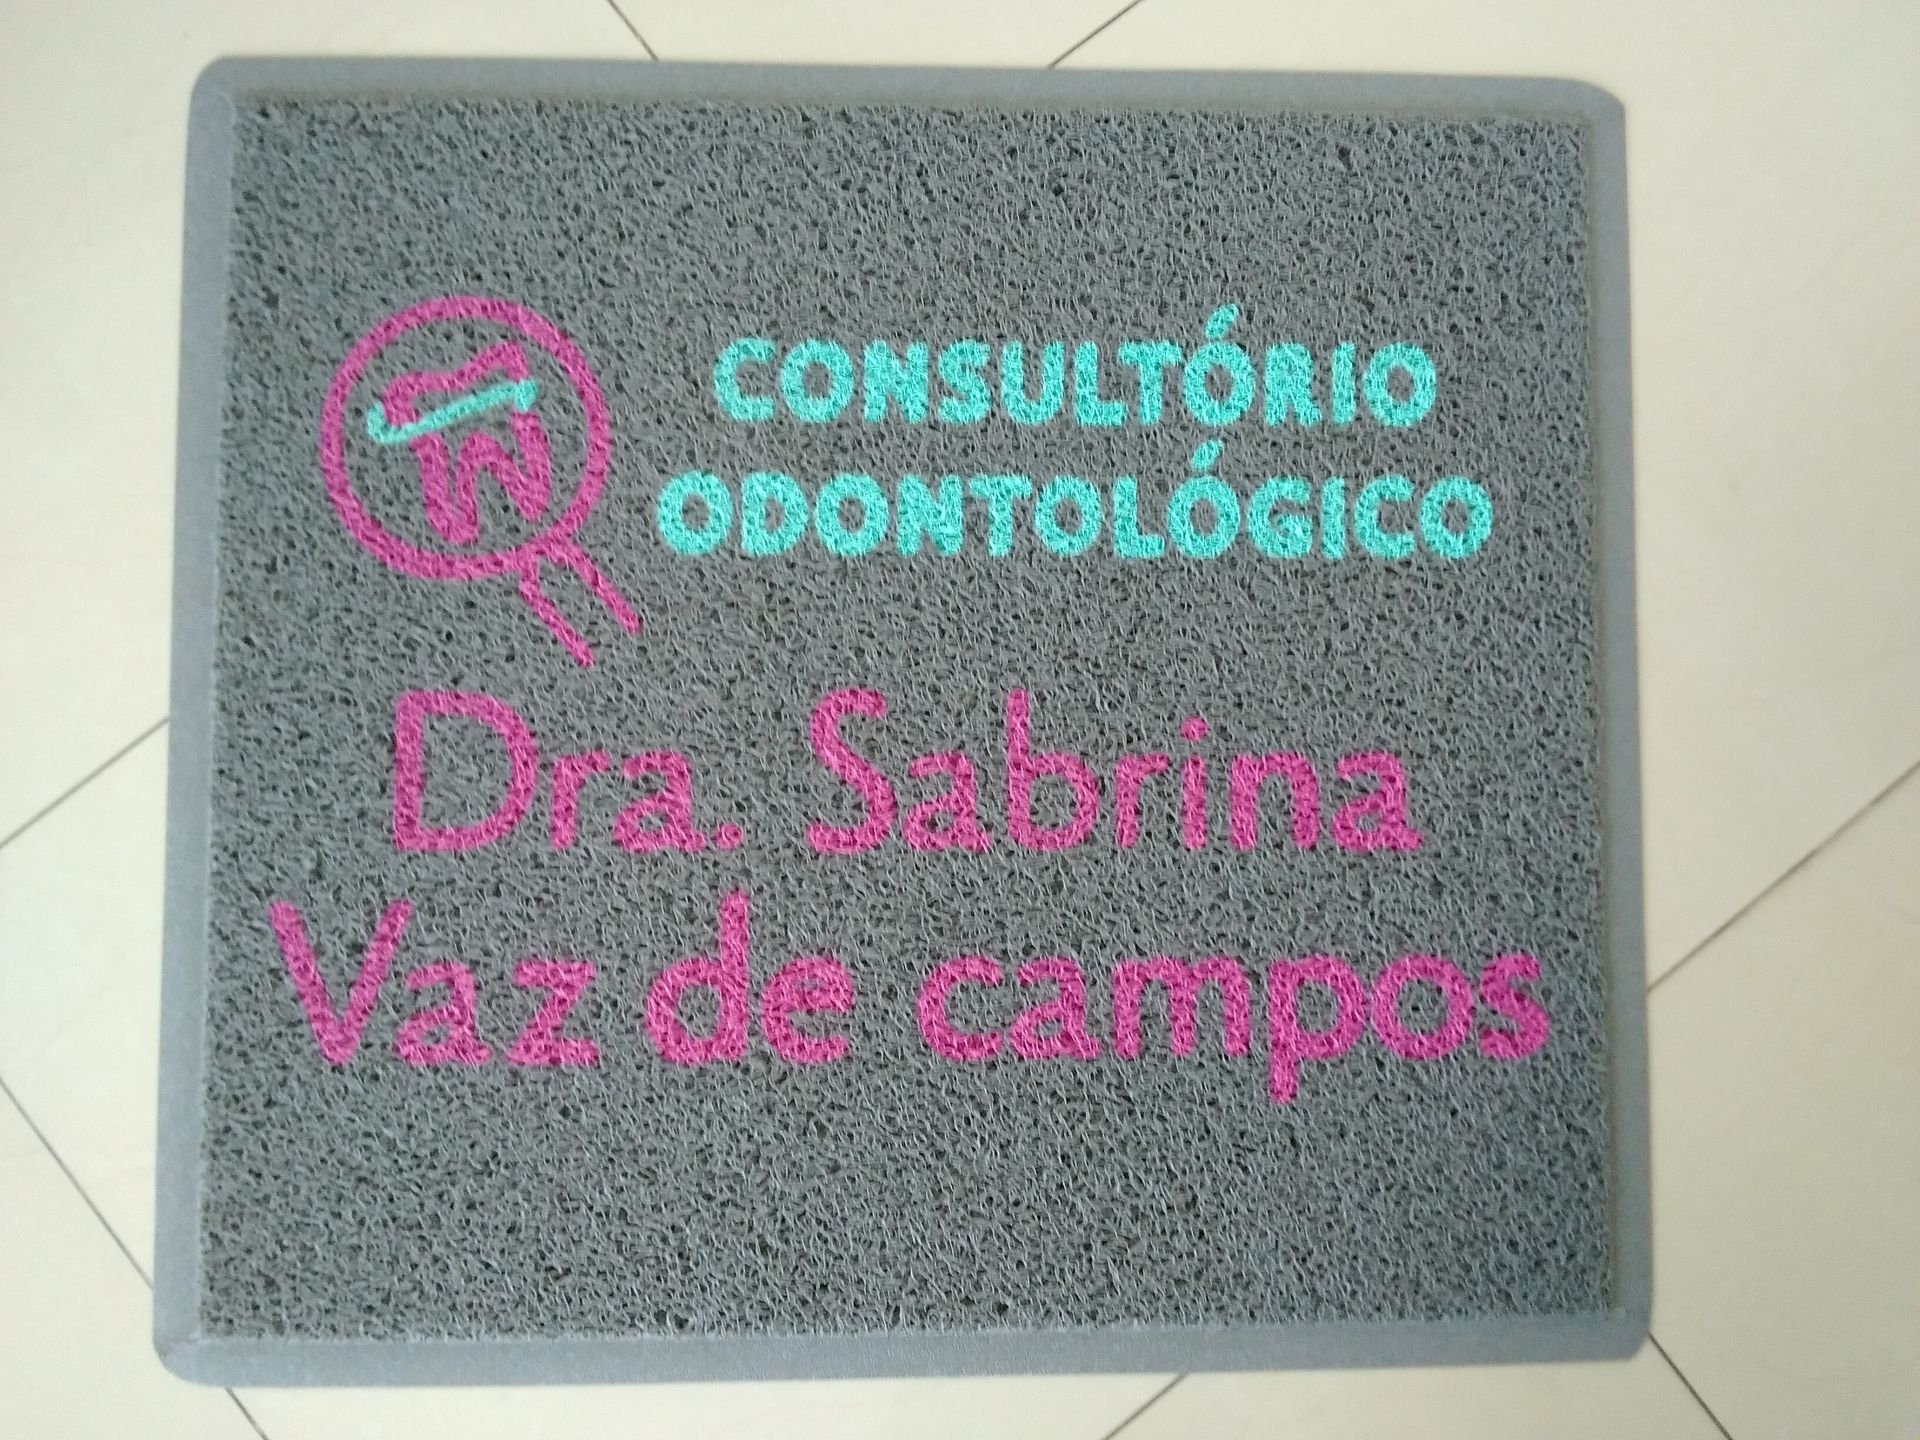 CONSULTÓRIO
ODONTOLÓGICO
Dra. Sabrina
Vaz de campos